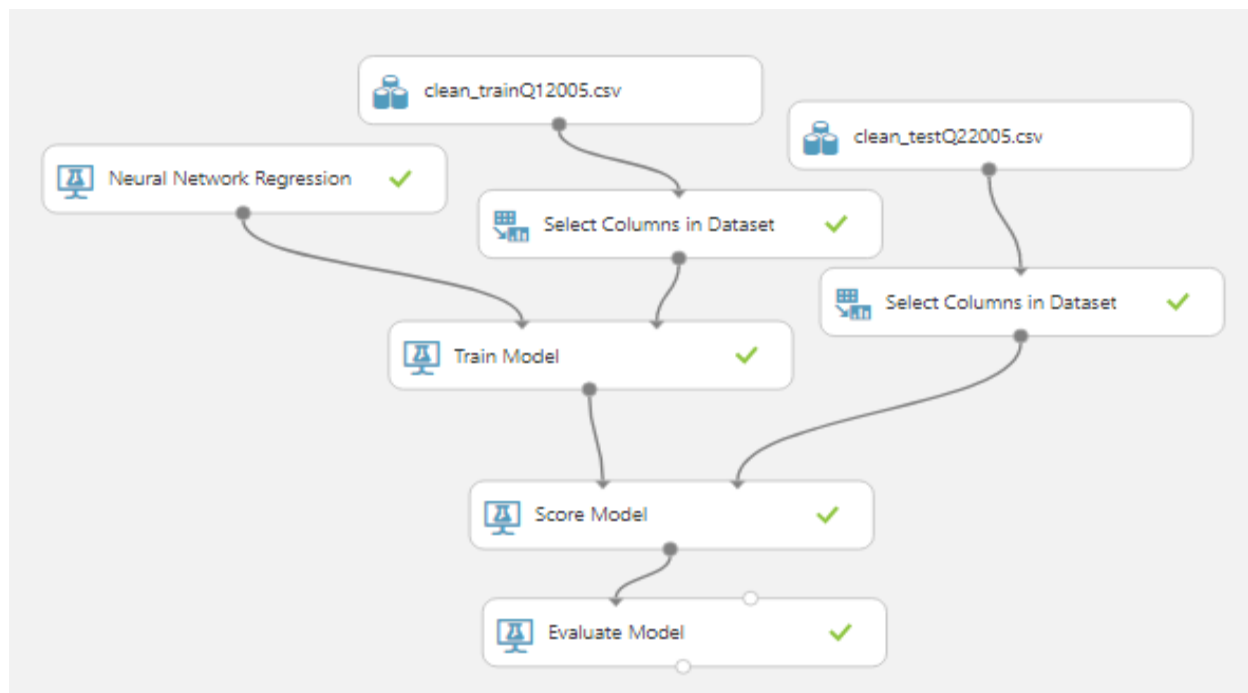 clean_trainQ12005.csv
clean_testQ22005.csv
Neural Network Regression
Select Columns in Dataset
Select Columns in Dataset
Train Model
Score Model
Evaluate Model